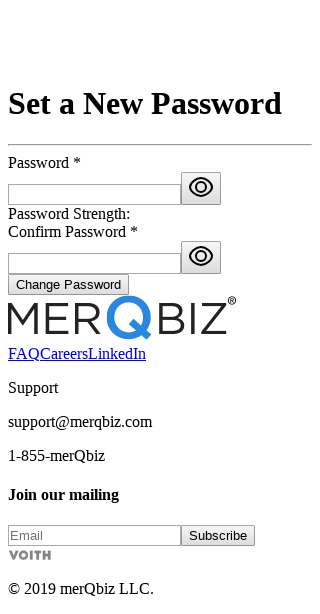 Set a New Password
Password *
Password Strength:
Confirm Password *
Change Password
MERQBIZ®
FAQCareersLinkedIn
Support
support@merqbiz.com
1-855-merQbiz
Join our mailing
Email Subscribe
VOITH
© 2019 merQbiz LLC.